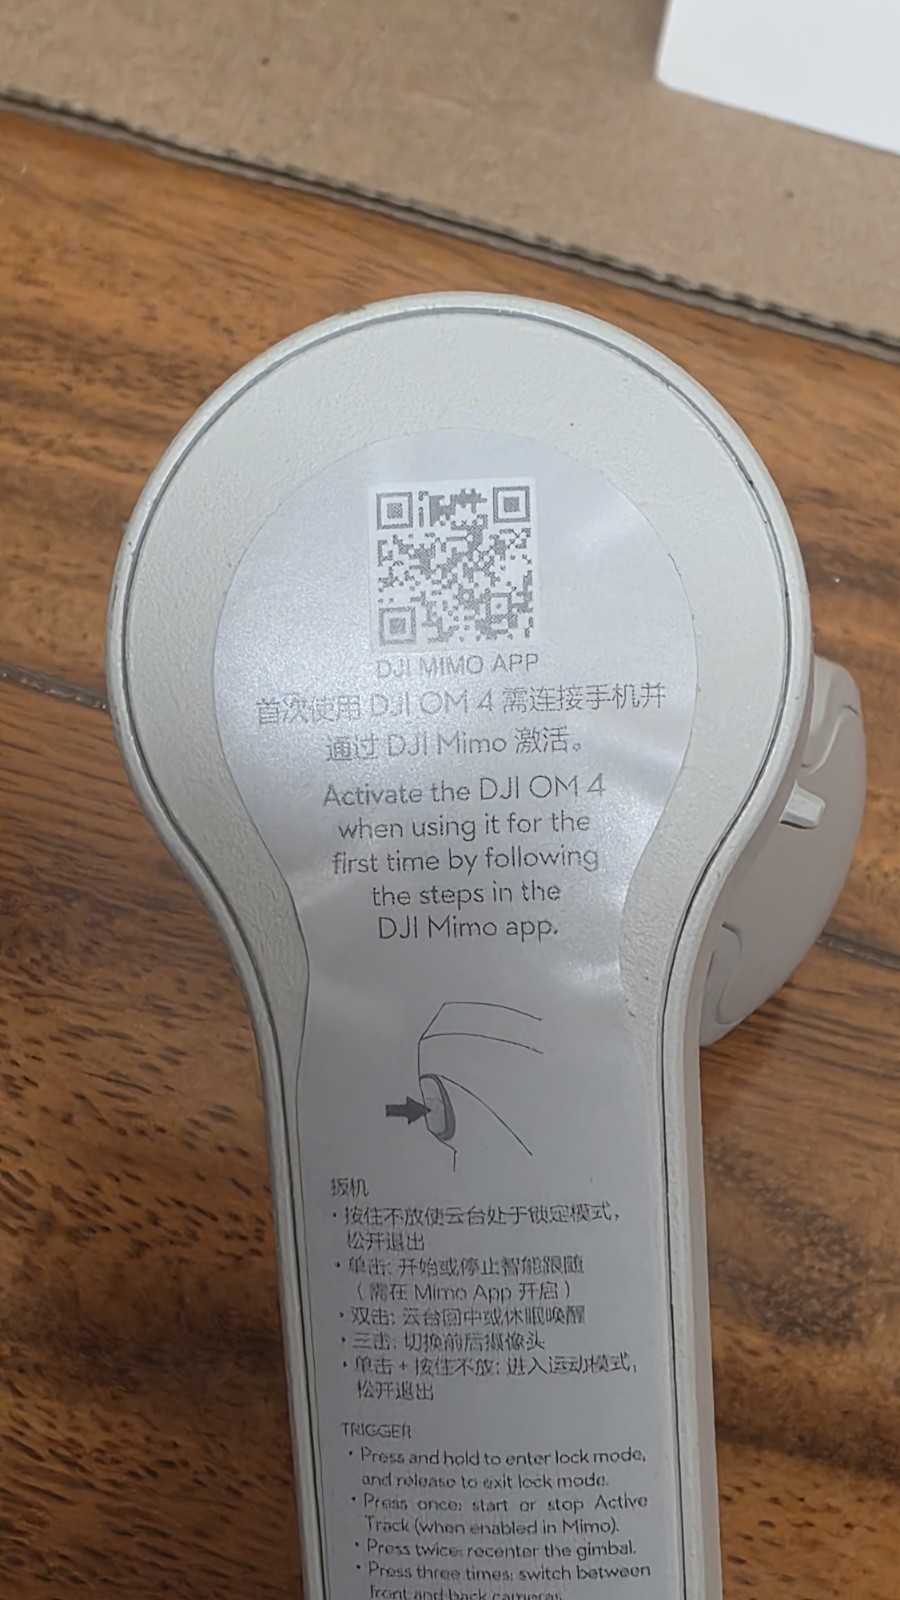 DJI MIMO APP
首次使用 DJI OM 4 需连接手机并
通过 DJI Mimo 激活。
Activate the DJI OM 4
when using it for the
first time by following
the steps in the
DJI Mimo app.
扳机
· 按住不放使云台处于锁定模式，
松开退出
· 单击: 开始或停止智能跟随
（需在 Mimo App 开启）
· 双击: 云台回中或休眠唤醒
· 三击: 切换前后摄像头
· 单击 + 按住不放: 进入运动模式，
松开退出
TRIGGER
· Press and hold to enter lock mode,
and release to exit lock mode.
· Press once: start or stop Active
Track (when enabled in Mimo).
· Press twice: recenter the gimbal.
· Press three times: switch between
front and back cameras.